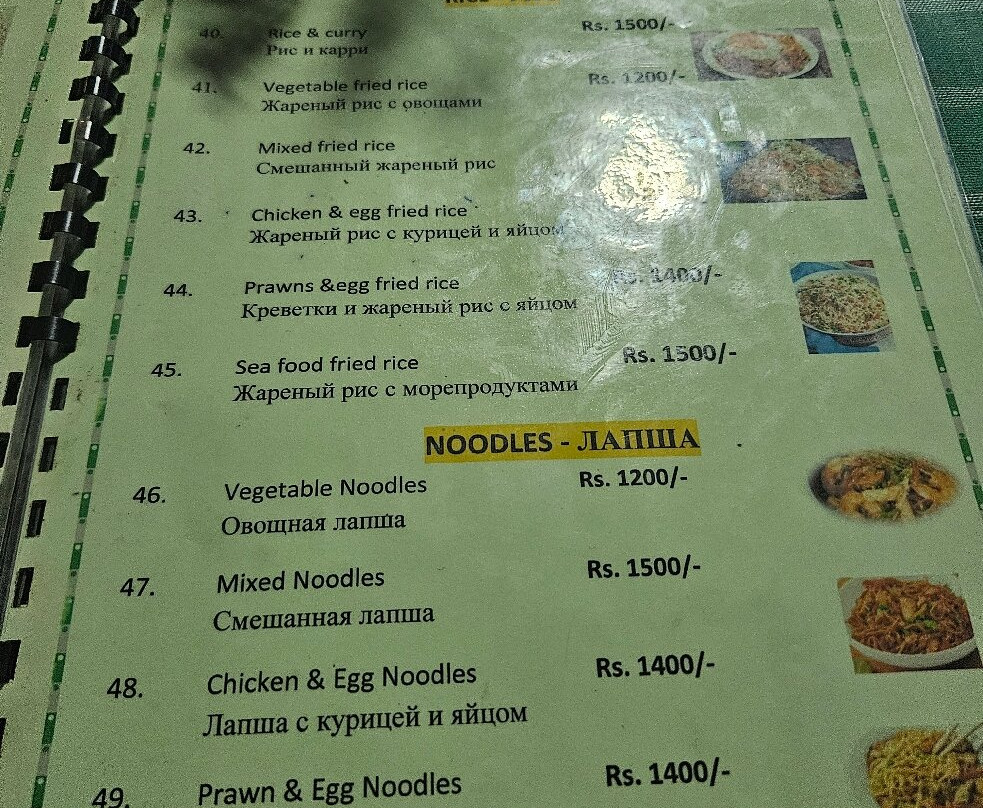 40. Rice & curry Rs. 1500/-
Рис и карри
41. Vegetable fried rice Rs. 1200/-
Жареный рис с овощами
42. Mixed fried rice
Смешанный жареный рис
43. Chicken & egg fried rice
Жареный рис с курицей и яйцом
44. Prawns &egg fried rice Rs. 1400/-
Креветки и жареный рис с яйцом
45. Sea food fried rice Rs. 1500/-
Жареный рис с морепродуктами
NOODLES - ЛАПША
46. Vegetable Noodles Rs. 1200/-
Овощная лапша
47. Mixed Noodles Rs. 1500/-
Смешанная лапша
48. Chicken & Egg Noodles Rs. 1400/-
Лапша с курицей и яйцом
49. Prawn & Egg Noodles Rs. 1400/-